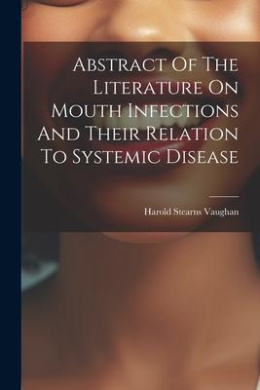 Abstract Of The
Literature On
Mouth Infections
And Their Relation
To Systemic Disease
Harold Stearns Vaughan